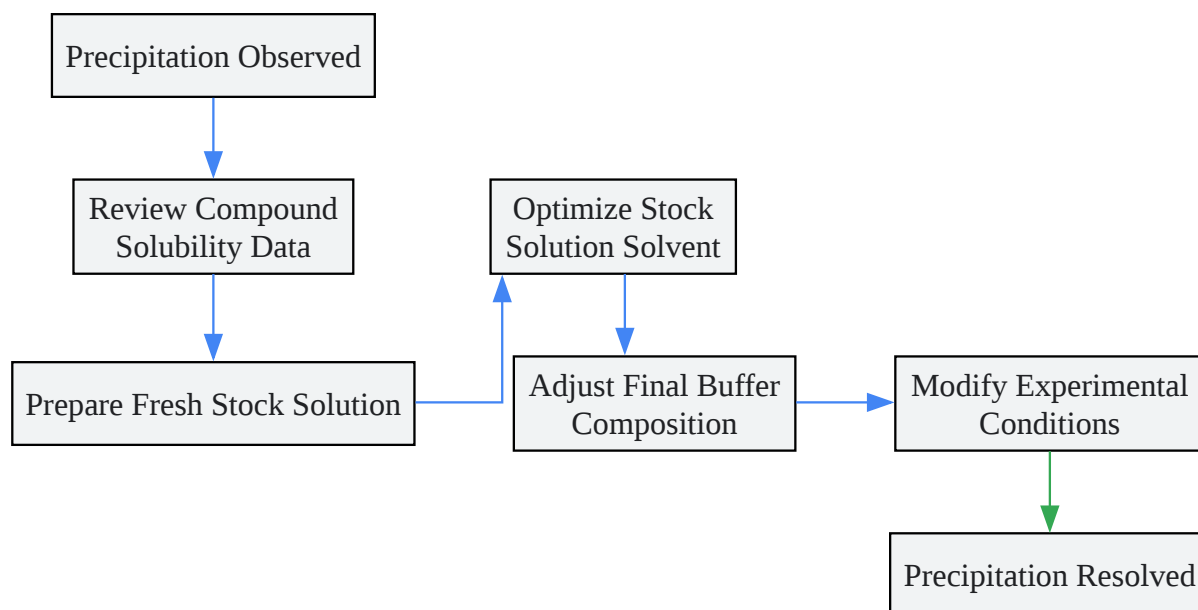 Precipitation Observed
Review Compound
Solubility Data
Prepare Fresh Stock Solution
Optimize Stock
Solution Solvent
Adjust Final Buffer
Composition
Modify Experimental
Conditions
Precipitation Resolved